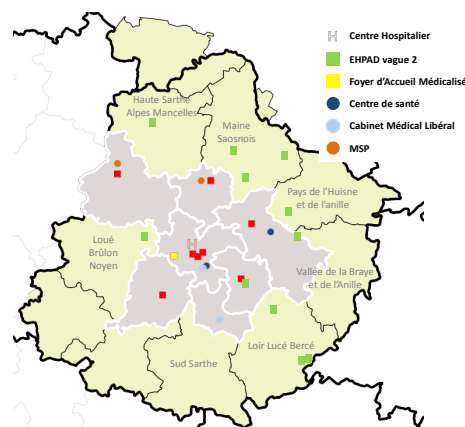 H Centre Hospitalier
EHPAD vague 2
Foyer d'Accueil Médicalisé
Centre de santé
Cabinet Médical Libéral
MSP
Haute Sarthe
Alpes Mancelles
Maine
Saosnois
Pays de l'Huisne
et de l'anille
Loué
Brûlon
Noyen
H
Vallée de la Braye
et de l'Anille
Loir Lucé Bercé
Sud Sarthe